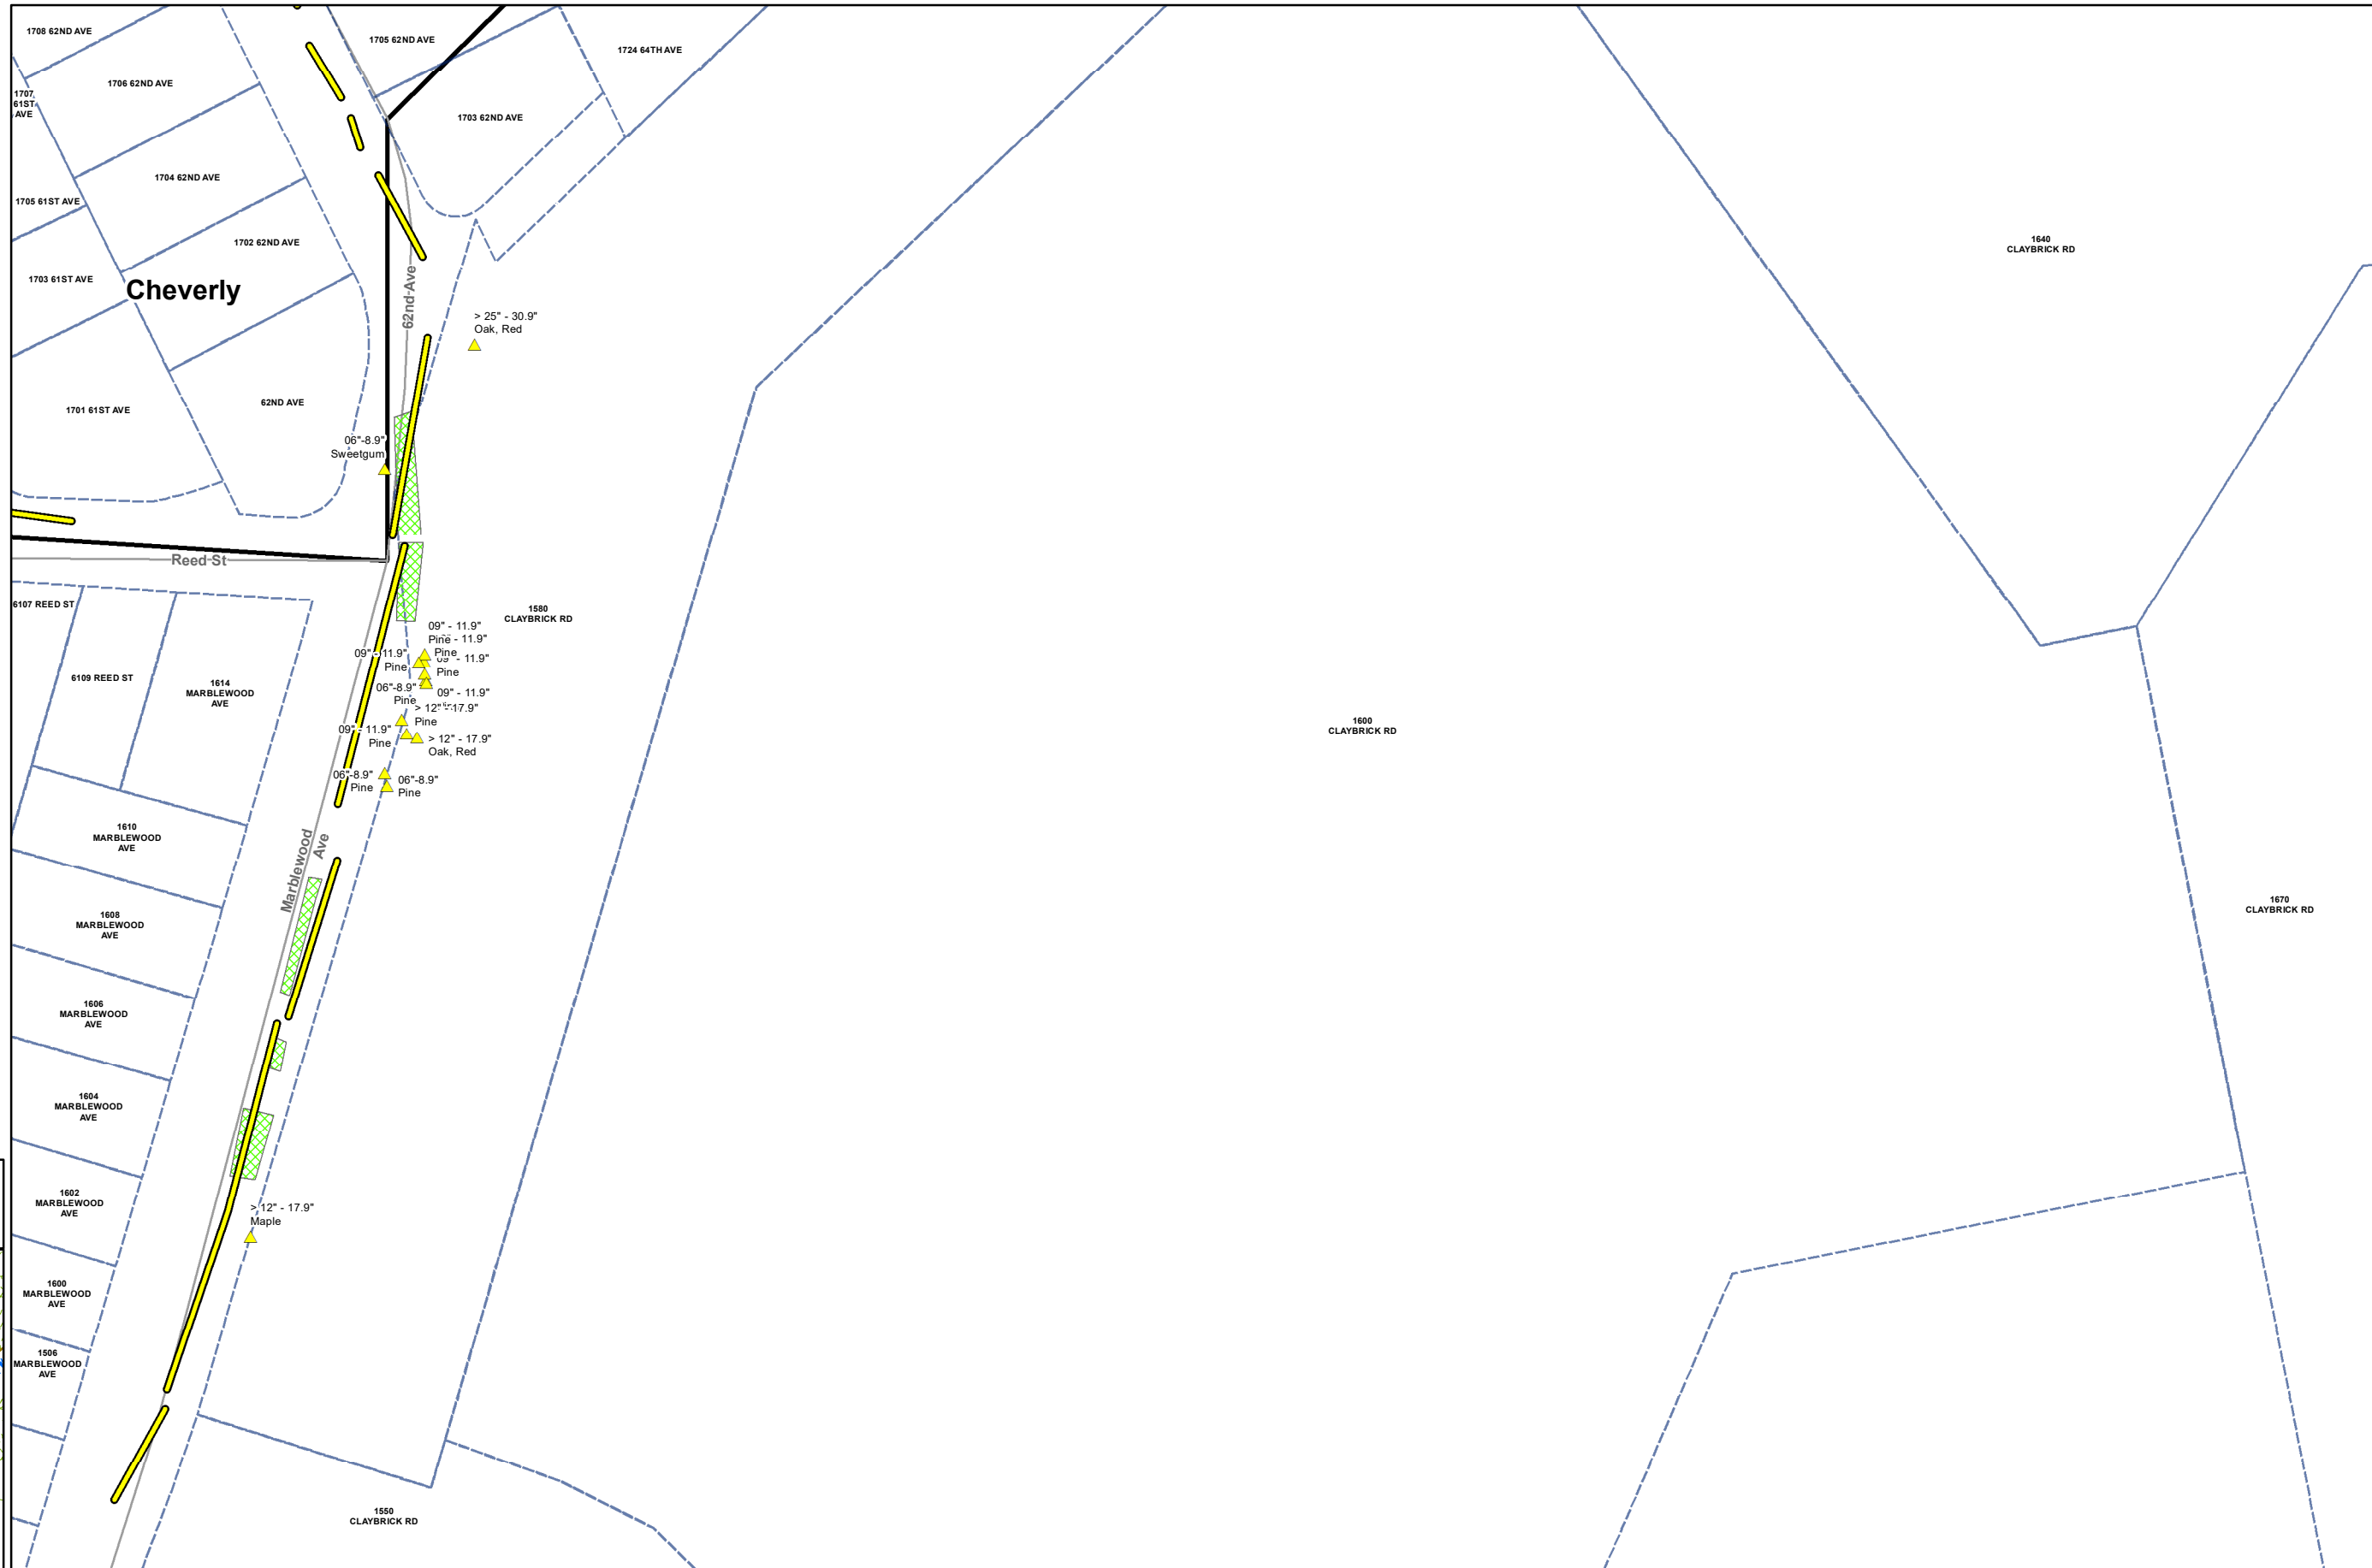 1708 62ND AVE
1705 62ND AVE
1724 64TH AVE
1706 62ND AVE
1707
61ST
AVE
1703 62ND AVE
1704 62ND AVE
1705 61ST AVE
1702 62ND AVE
1640
CLAYBRICK RD
1703 61ST AVE
Cheverly
62nd Ave
> 25" - 30.9"
Oak, Red
1701 61ST AVE
62ND AVE
06"-8.9"
Sweetgum
Reed St
6107 REED ST
1580
CLAYBRICK RD
09" - 11.9"
Pine
- 11.9"
Pine
09" - 11.9"
Pine
09" - 11.9"
Pine
6109 REED ST
1614
MARBLEWOOD
AVE
06"-8.9"
Pine
09" - 11.9"
> 12" - 17.9"
Pine
09" - 11.9"
Pine
> 12" - 17.9"
Oak, Red
1600
CLAYBRICK RD
06"-8.9"
Pine
06"-8.9"
Pine
1610
MARBLEWOOD
AVE
Marblewood
Ave
1608
MARBLEWOOD
AVE
1670
CLAYBRICK RD
1606
MARBLEWOOD
AVE
1604
MARBLEWOOD
AVE
1602
MARBLEWOOD
AVE
> 12" - 17.9"
Maple
1600
MARBLEWOOD
AVE
1506
MARBLEWOOD
AVE
1550
CLAYBRICK RD